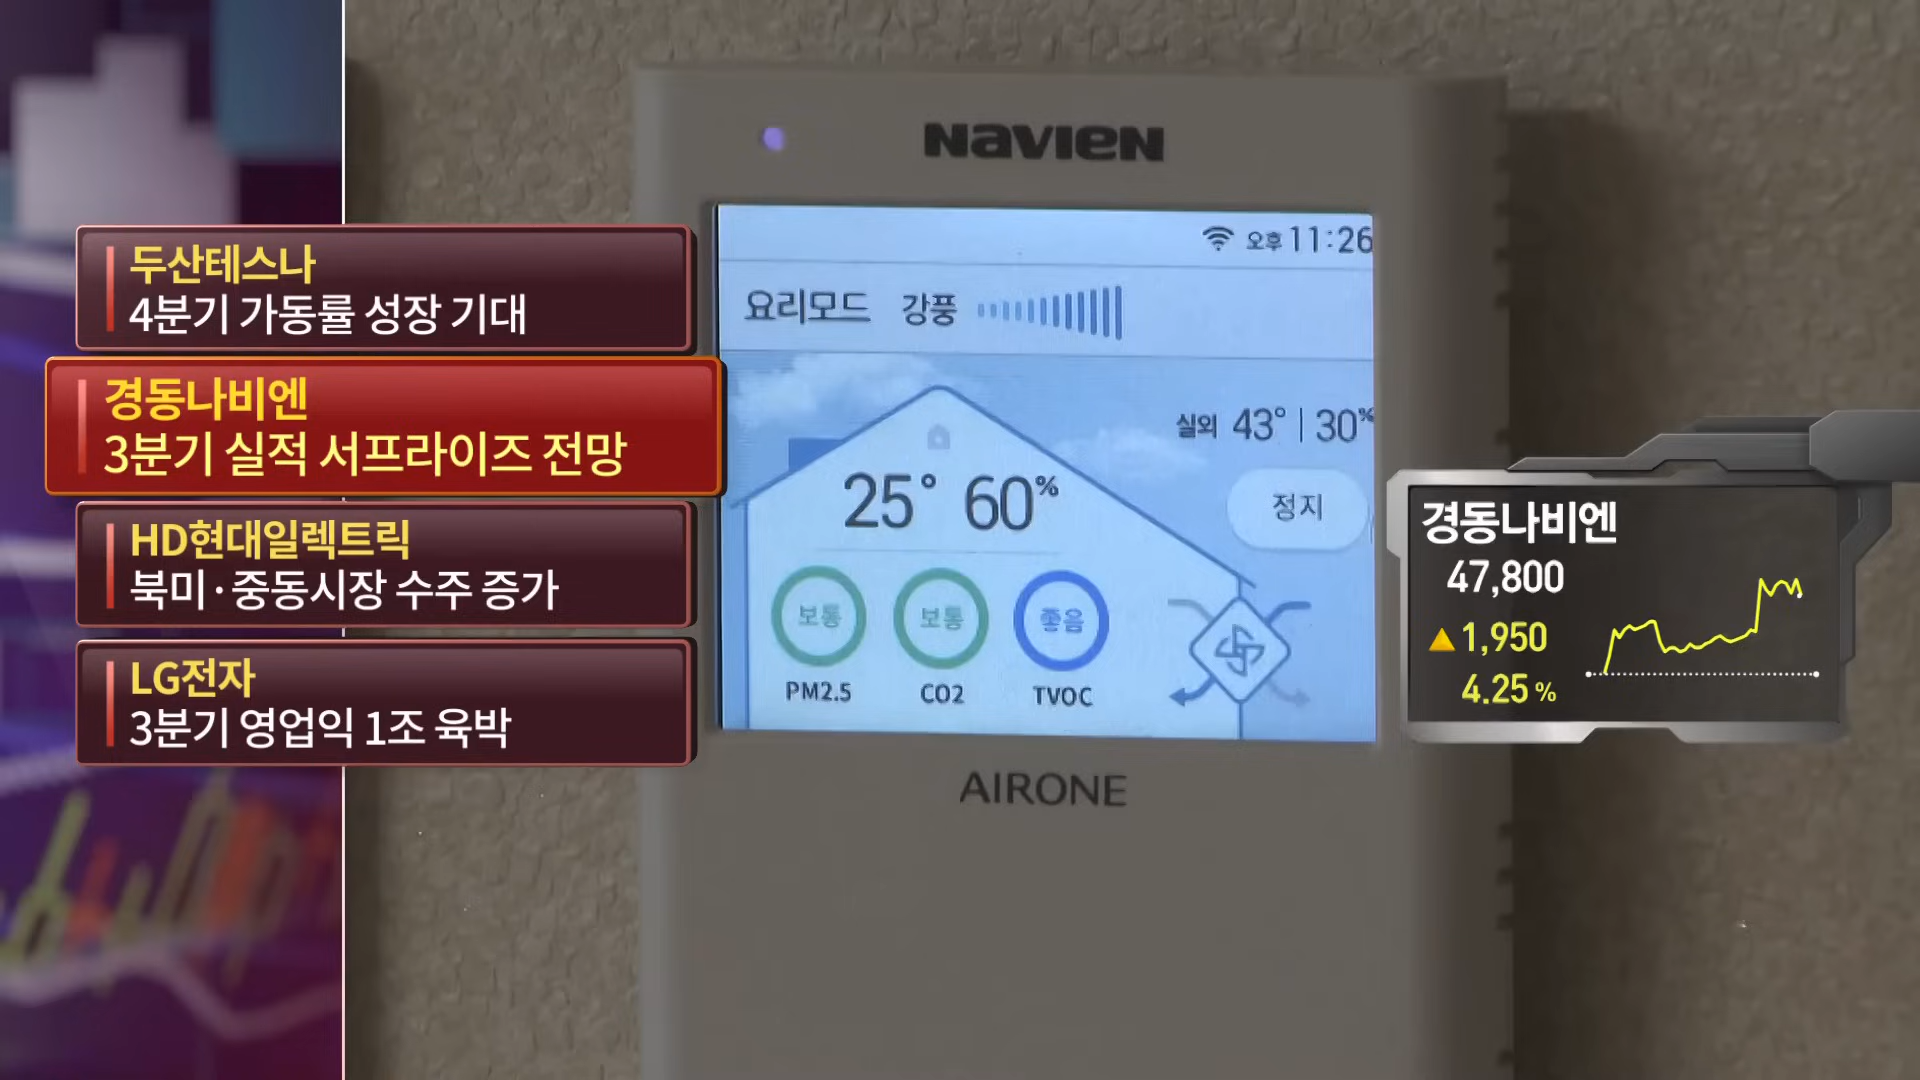 두산테스나
4분기 가동률 성장 기대
경동나비엔
3분기 실적 서프라이즈 전망
HD현대일렉트릭
북미·중동시장 수주 증가
LG전자
3분기 영업익 1조 육박
NAVIEN
오후 11:26
요리모드 강풍
실외 43° | 30%
25° 60%
정지
보통 보통 좋음
PM2.5 CO2 TVOC
AIRONE
경동나비엔
47,800
▲1,950
4.25 %